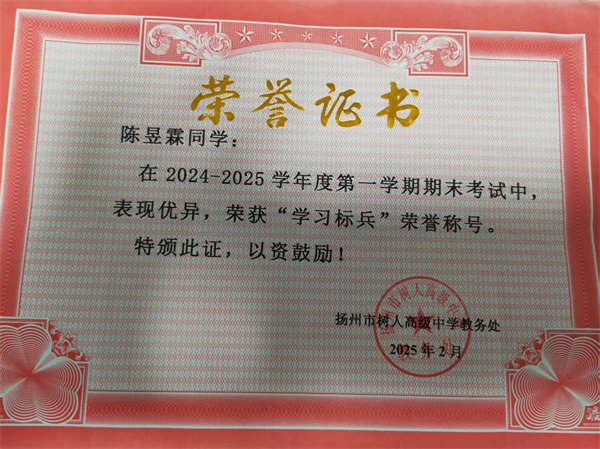 荣誉证书
陈昱霖同学：
在 2024-2025 学年度第一学期期末考试中，
表现优异，荣获“学习标兵”荣誉称号。
特颁此证，以资鼓励！
扬州市树人高级中学教务处
2025 年 2 月